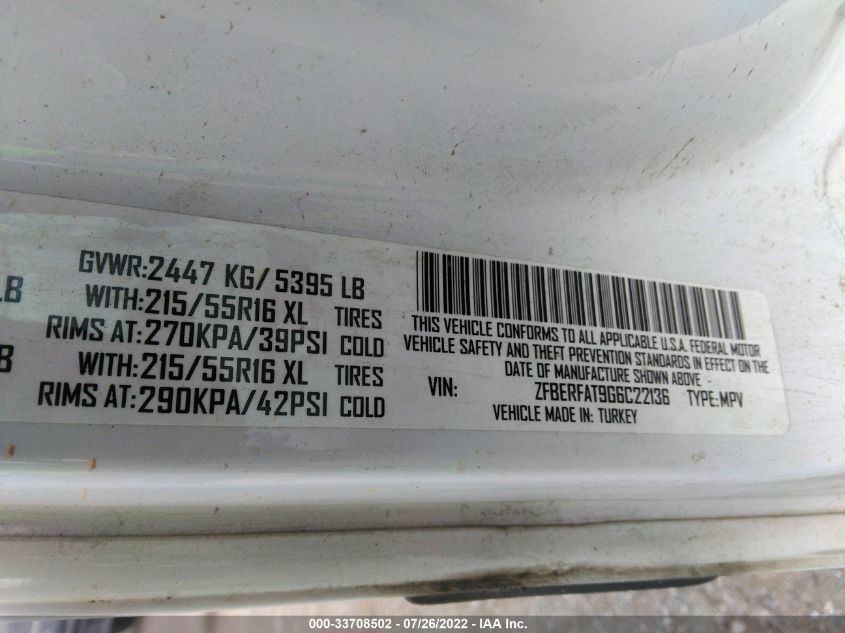 GVWR:2447 KG/ 5395 LB
LB
WITH:215/55R16 XL TIRES
RIMS AT:270KPA/39PSI COLD
B
WITH:215/55R16 XL TIRES
RIMS AT:290KPA/42PSI COLD
THIS VEHICLE CONFORMS TO ALL APPLICABLE U.S.A. FEDERAL MOTOR
VEHICLE SAFETY AND THEFT PREVENTION STANDARDS IN EFFECT ON THE
DATE OF MANUFACTURE SHOWN ABOVE
VIN: ZFBERFAT9G6C22136 TYPE:MPV
VEHICLE MADE IN: TURKEY
000-33708502 - 07/26/2022 - IAA Inc.